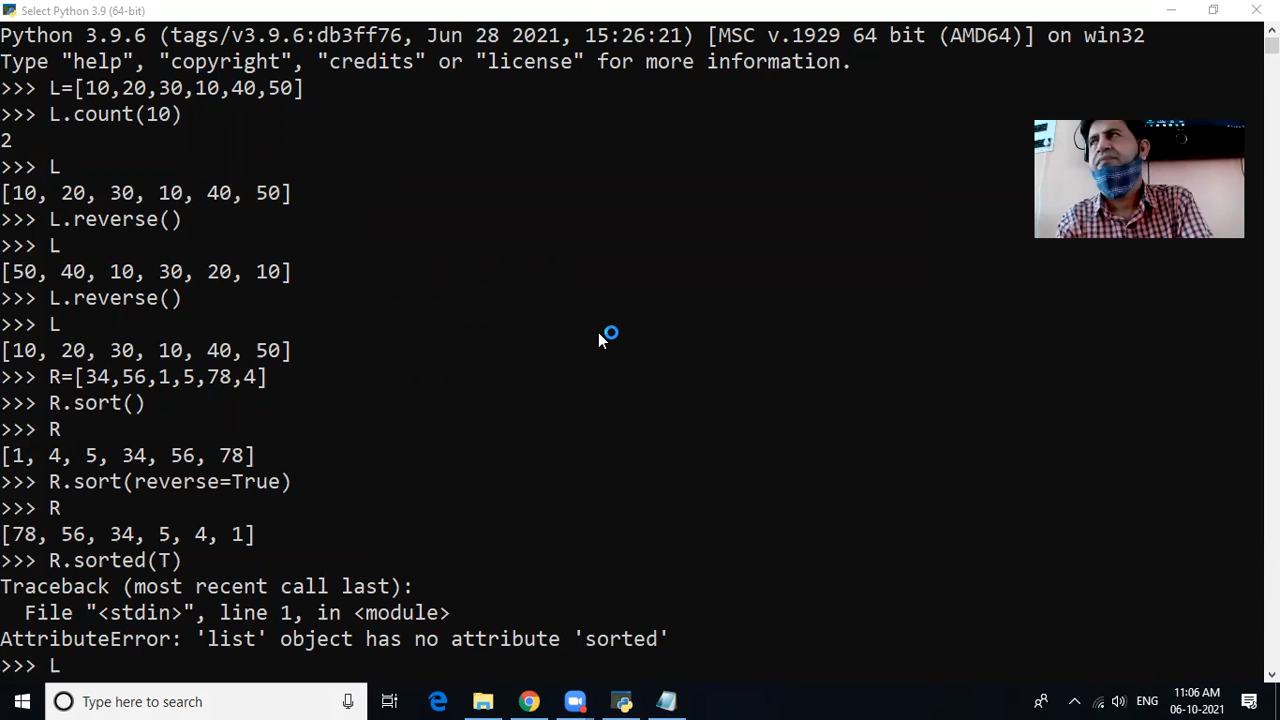 Select Python 3.9 (64-bit)
Python 3.9.6 (tags/v3.9.6:db3ff76, Jun 28 2021, 15:26:21) [MSC v.1929 64 bit (AMD64)] on win32
Type "help", "copyright", "credits" or "license" for more information.
>>> L=[10,20,30,10,40,50]
>>> L.count(10)
2
>>> L
[10, 20, 30, 10, 40, 50]
>>> L.reverse()
>>> L
[50, 40, 10, 30, 20, 10]
>>> L.reverse()
>>> L
[10, 20, 30, 10, 40, 50]
>>> R=[34,56,1,5,78,4]
>>> R.sort()
>>> R
[1, 4, 5, 34, 56, 78]
>>> R.sort(reverse=True)
>>> R
[78, 56, 34, 5, 4, 1]
>>> R.sorted(T)
Traceback (most recent call last):
  File "<stdin>", line 1, in <module>
AttributeError: 'list' object has no attribute 'sorted'
>>> L
Type here to search
ENG
11:06 AM
06-10-2021